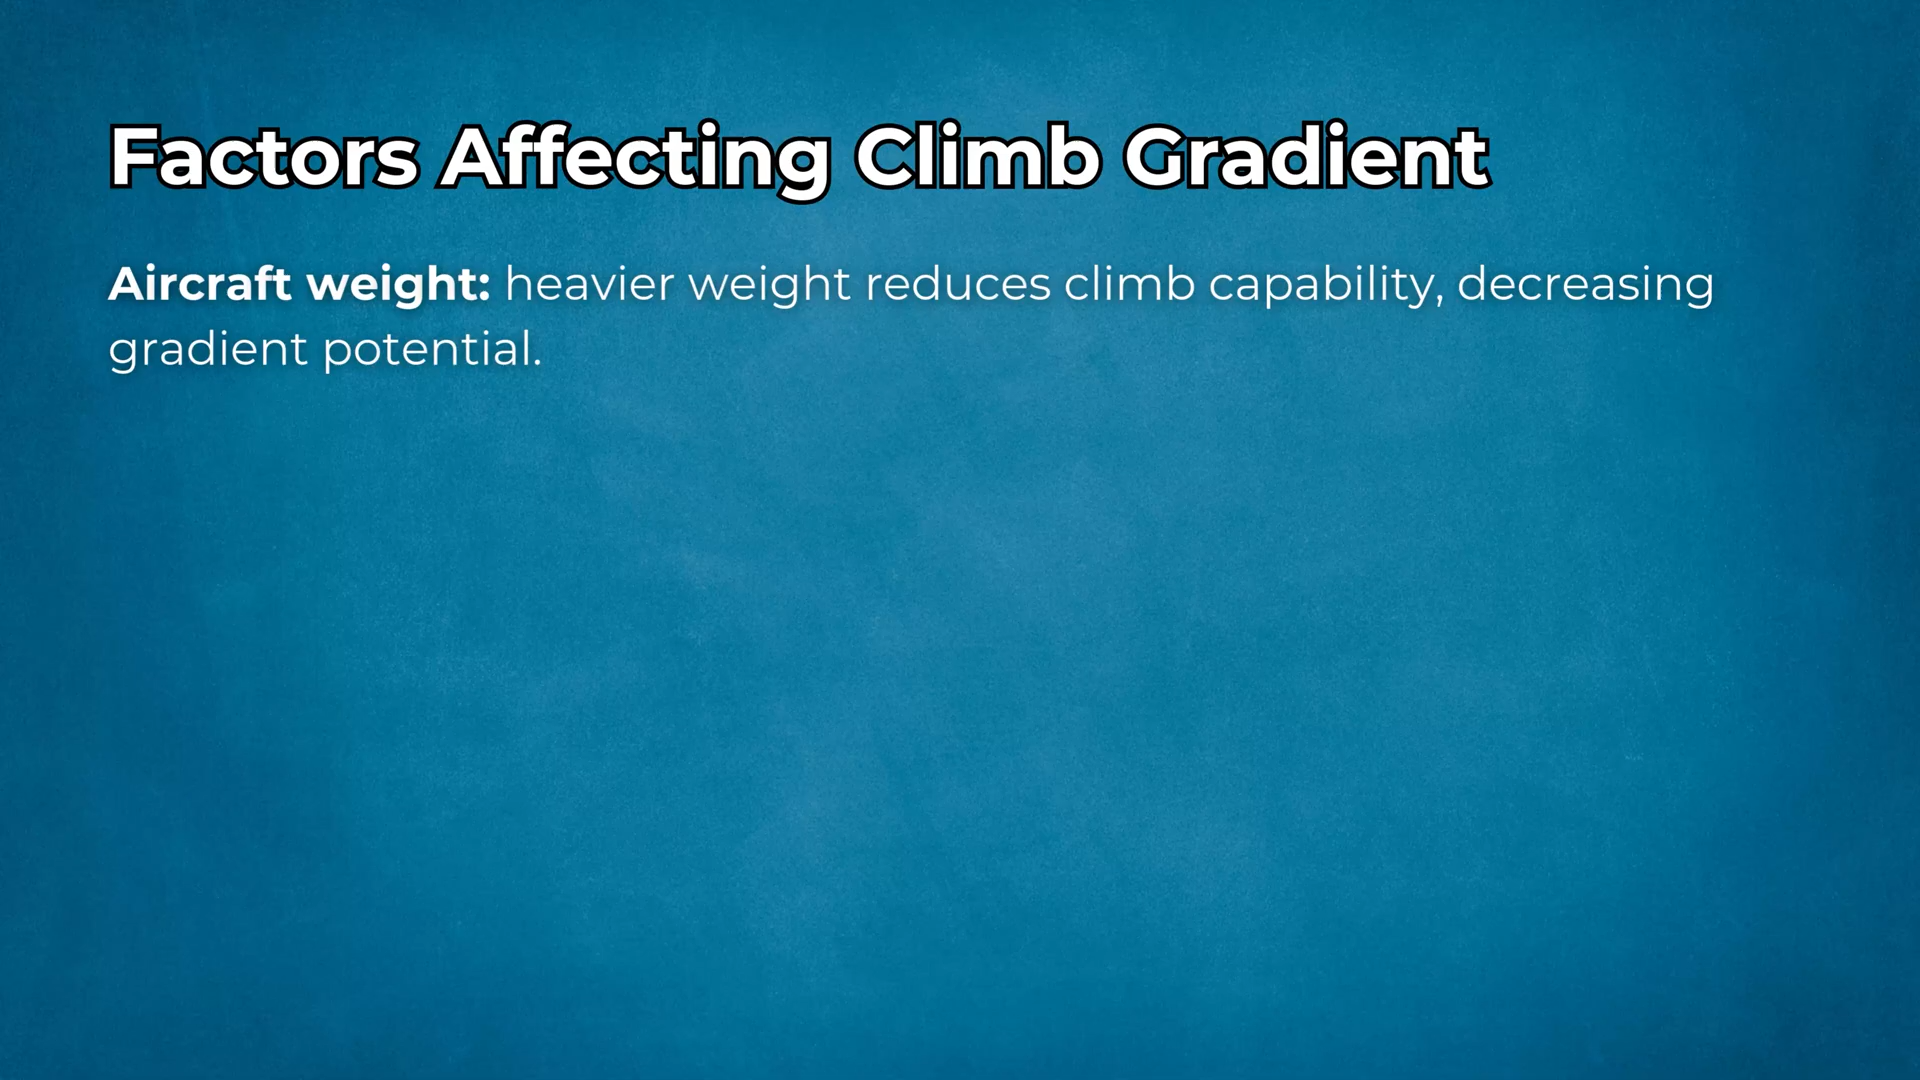 Factors Affecting Climb Gradient
Aircraft weight: heavier weight reduces climb capability, decreasing
gradient potential.